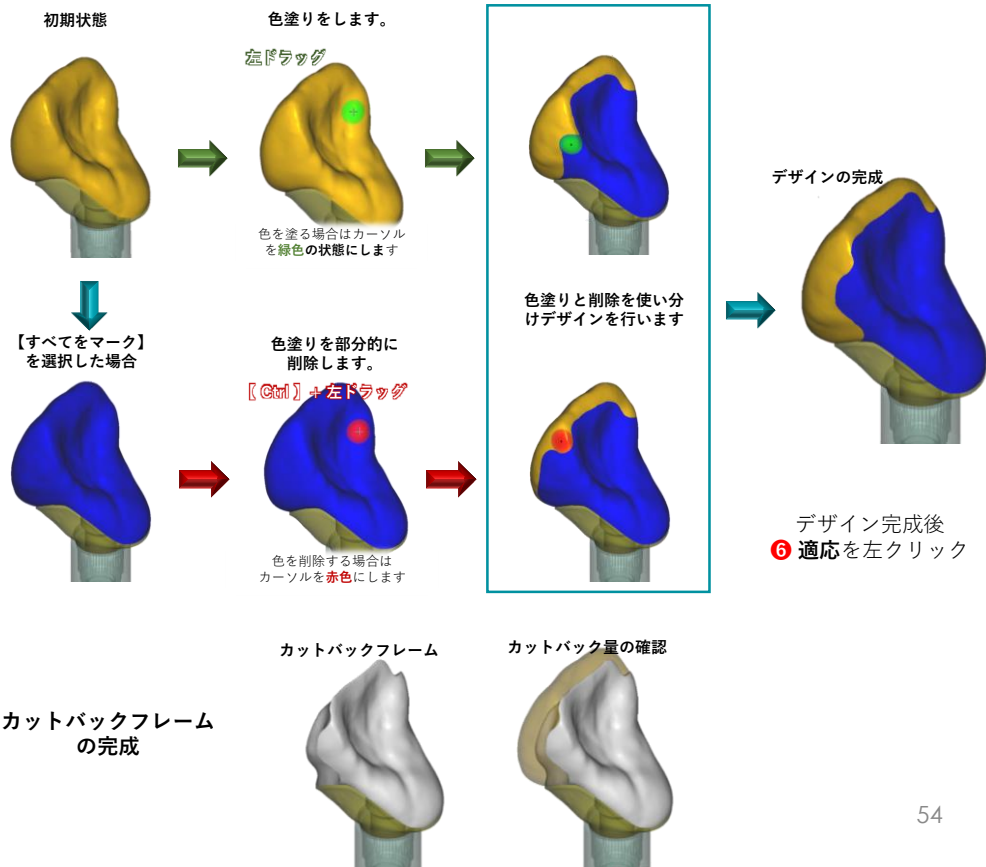 初期状態
色塗りをします。
左ドラッグ
色を塗る場合はカーソル
を緑色の状態にします
【すべてをマーク】
を選択した場合
色塗りを部分的に
削除します。
【 Ctrl 】＋左ドラッグ
色を削除する場合は
カーソルを赤色にします
色塗りと削除を使い分
けデザインを行います
デザインの完成
デザイン完成後
❻ 適応を左クリック
カットバックフレーム
の完成
カットバックフレーム
カットバック量の確認
54